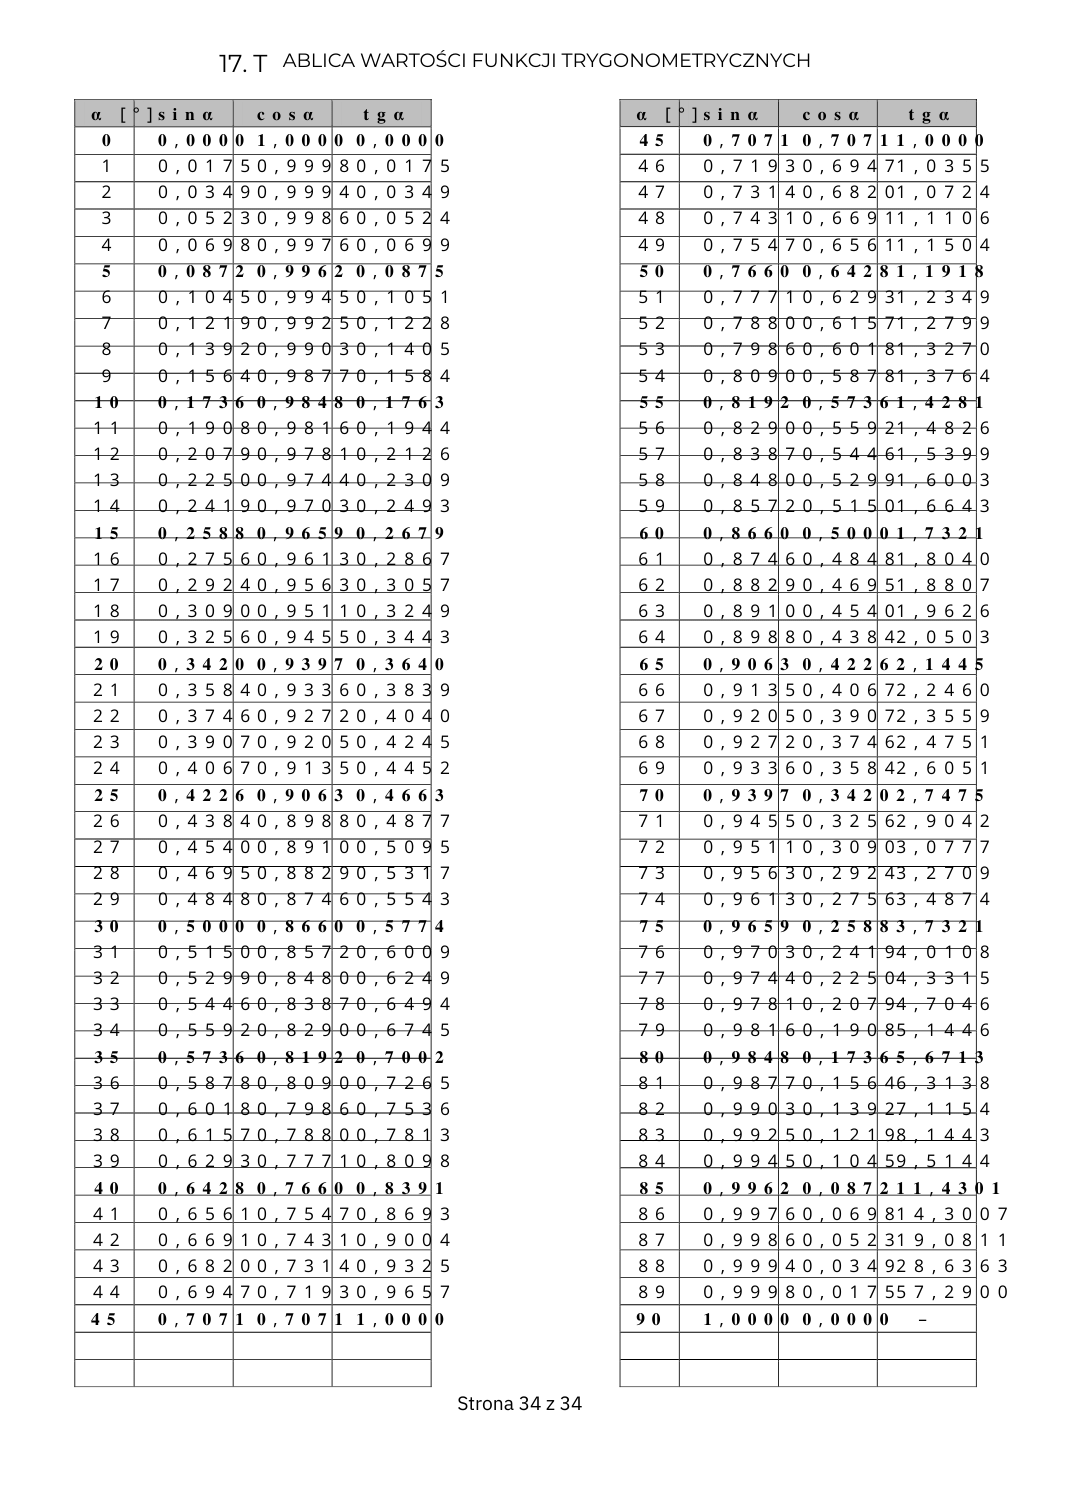 17. T ABLICA WARTOŚCI FUNKCJI TRYGONOMETRYCZNYCH
α [°] sinα cosα tgα
0 0,0000 1,0000 0,0000
1 0,0175 0,9998 0,0175
2 0,0349 0,9994 0,0349
3 0,0523 0,9986 0,0524
4 0,0698 0,9976 0,0699
5 0,0872 0,9962 0,0875
6 0,1045 0,9945 0,1051
7 0,1219 0,9925 0,1228
8 0,1392 0,9903 0,1405
9 0,1564 0,9877 0,1584
10 0,1736 0,9848 0,1763
11 0,1908 0,9816 0,1944
12 0,2079 0,9781 0,2126
13 0,2250 0,9744 0,2309
14 0,2419 0,9703 0,2493
15 0,2588 0,9659 0,2679
16 0,2756 0,9613 0,2867
17 0,2924 0,9563 0,3057
18 0,3090 0,9511 0,3249
19 0,3256 0,9455 0,3443
20 0,3420 0,9397 0,3640
21 0,3584 0,9336 0,3839
22 0,3746 0,9272 0,4040
23 0,3907 0,9205 0,4245
24 0,4067 0,9135 0,4452
25 0,4226 0,9063 0,4663
26 0,4384 0,8988 0,4877
27 0,4540 0,8910 0,5095
28 0,4695 0,8829 0,5317
29 0,4848 0,8746 0,5543
30 0,5000 0,8660 0,5774
31 0,5150 0,8572 0,6009
32 0,5299 0,8480 0,6249
33 0,5446 0,8387 0,6494
34 0,5592 0,8290 0,6745
35 0,5736 0,8192 0,7002
36 0,5878 0,8090 0,7265
37 0,6018 0,7986 0,7536
38 0,6157 0,7880 0,7813
39 0,6293 0,7771 0,8098
40 0,6428 0,7660 0,8391
41 0,6561 0,7547 0,8693
42 0,6691 0,7431 0,9004
43 0,6820 0,7314 0,9325
44 0,6947 0,7193 0,9657
45 0,7071 0,7071 1,0000
α [°] sinα cosα tgα
45 0,7071 0,7071 1,0000
46 0,7193 0,6947 1,0355
47 0,7314 0,6820 1,0724
48 0,7431 0,6691 1,1106
49 0,7547 0,6561 1,1504
50 0,7660 0,6428 1,1918
51 0,7771 0,6293 1,2349
52 0,7880 0,6157 1,2799
53 0,7986 0,6018 1,3270
54 0,8090 0,5878 1,3764
55 0,8192 0,5736 1,4281
56 0,8290 0,5592 1,4826
57 0,8387 0,5446 1,5399
58 0,8480 0,5299 1,6003
59 0,8572 0,5150 1,6643
60 0,8660 0,5000 1,7321
61 0,8746 0,4848 1,8040
62 0,8829 0,4695 1,8807
63 0,8910 0,4540 1,9626
64 0,8988 0,4384 2,0503
65 0,9063 0,4226 2,1445
66 0,9135 0,4067 2,2460
67 0,9205 0,3907 2,3559
68 0,9272 0,3746 2,4751
69 0,9336 0,3584 2,6051
70 0,9397 0,3420 2,7475
71 0,9455 0,3256 2,9042
72 0,9511 0,3090 3,0777
73 0,9563 0,2924 3,2709
74 0,9613 0,2756 3,4874
75 0,9659 0,2588 3,7321
76 0,9703 0,2419 4,0108
77 0,9744 0,2250 4,3315
78 0,9781 0,2079 4,7046
79 0,9816 0,1908 5,1446
80 0,9848 0,1736 5,6713
81 0,9877 0,1564 6,3138
82 0,9903 0,1392 7,1154
83 0,9925 0,1219 8,1443
84 0,9945 0,1045 9,5144
85 0,9962 0,0872 11,4301
86 0,9976 0,0698 14,3007
87 0,9986 0,0523 19,0811
88 0,9994 0,0349 28,6363
89 0,9998 0,0175 57,2900
90 1,0000 0,0000 –
Strona 34 z 34